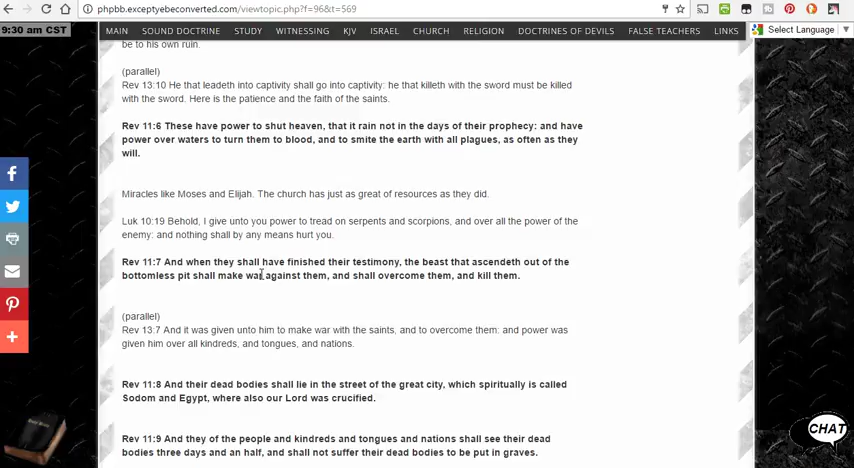 phpbb.exceptyebeconverted.com/viewtopic.php?f=96&t=569
9:30 am CST
MAIN SOUND DOCTRINE STUDY WITNESSING KJV ISRAEL CHURCH RELIGION DOCTRINES OF DEVILS FALSE TEACHERS LINKS
Select Language
be to his own ruin.
(parallel)
Rev 13:10 He that leadeth into captivity shall go into captivity: he that killeth with the sword must be killed
with the sword. Here is the patience and the faith of the saints.
Rev 11:6 These have power to shut heaven, that it rain not in the days of their prophecy: and have
power over waters to turn them to blood, and to smite the earth with all plagues, as often as they
will.
Miracles like Moses and Elijah. The church has just as great of resources as they did.
Luk 10:19 Behold, I give unto you power to tread on serpents and scorpions, and over all the power of the
enemy: and nothing shall by any means hurt you.
Rev 11:7 And when they shall have finished their testimony, the beast that ascendeth out of the
bottomless pit shall make war against them, and shall overcome them, and kill them.
(parallel)
Rev 13:7 And it was given unto him to make war with the saints, and to overcome them: and power was
given him over all kindreds, and tongues, and nations.
Rev 11:8 And their dead bodies shall lie in the street of the great city, which spiritually is called
Sodom and Egypt, where also our Lord was crucified.
Rev 11:9 And they of the people and kindreds and tongues and nations shall see their dead
bodies three days and an half, and shall not suffer their dead bodies to be put in graves.
CHAT